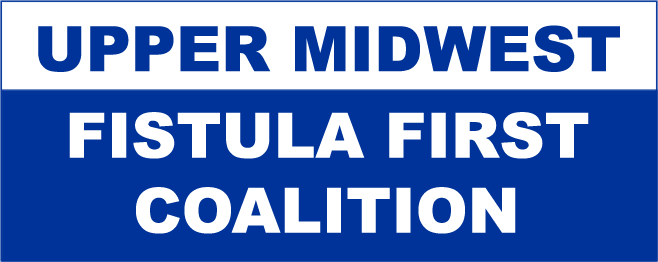 UPPER MIDWEST
FISTULA FIRST
COALITION